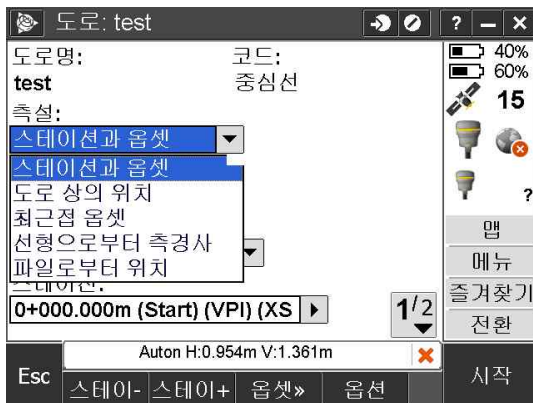 도로: test
? – ×
도로명:
코드:
test
중심선
측설:
스테이션과 옵셋
스테이션과 옵셋
도로 상의 위치
최근접 옵셋
선형으로부터 측경사
파일로부터 위치
스테이션:
0+000.000m (Start) (VPI) (XS
1/2
40%
60%
15
?
맵
메뉴
즐겨찾기
전환
Auton H:0.954m V:1.361m
Esc
스테이-
스테이+
옵셋»
옵션
시작